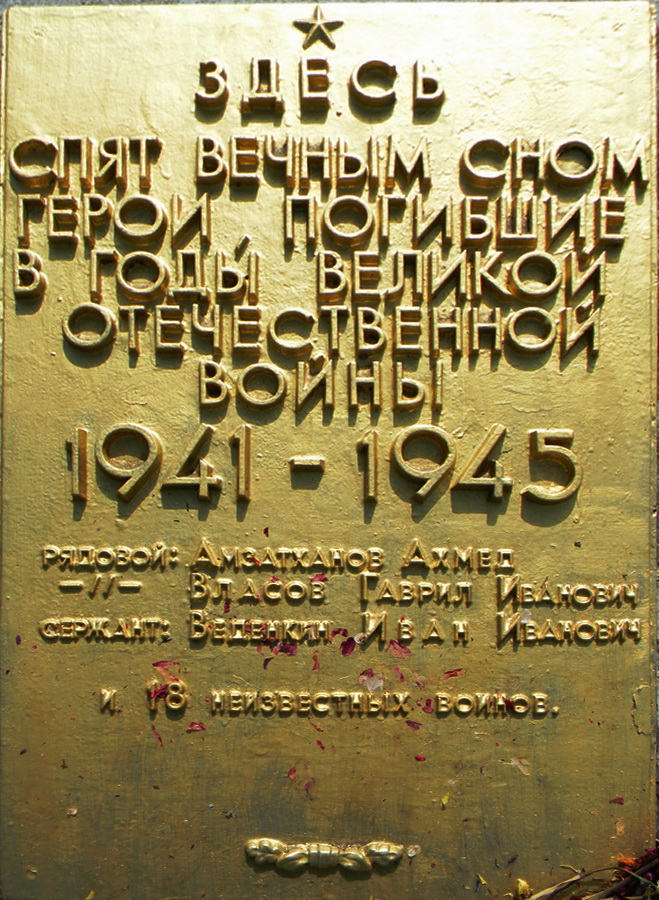 ЗДЕСЬ
СПЯТ ВЕЧНЫМ СНОМ
ГЕРОИ ПОГИБШИЕ
В ГОДЫ ВЕЛИКОЙ
ОТЕЧЕСТВЕННОЙ
ВОЙНЫ
1941 - 1945
РЯДОВОЙ: АМЗАТХАНОВ АХМЕД
—//— ВЛАСОВ ГАВРИЛ ИВАНОВИЧ
СЕРЖАНТ: ВЕДЕНКИН ИВАН ИВАНОВИЧ
И 18 НЕИЗВЕСТНЫХ ВОИНОВ.